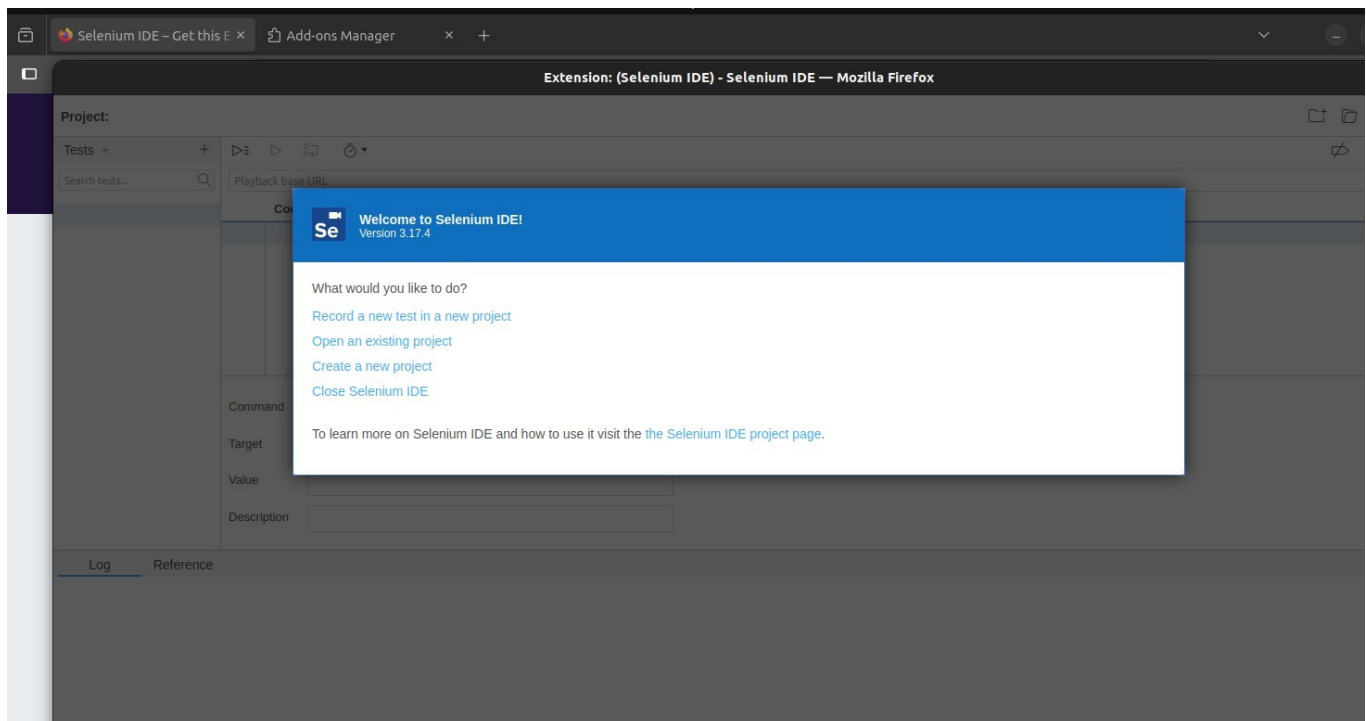 Selenium IDE – Get this E
Add-ons Manager
Extension: (Selenium IDE) - Selenium IDE — Mozilla Firefox
Project:
Tests
Search tests...
Playback base URL
Co
Se
Welcome to Selenium IDE!
Version 3.17.4
What would you like to do?
Record a new test in a new project
Open an existing project
Create a new project
Close Selenium IDE
To learn more on Selenium IDE and how to use it visit the the Selenium IDE project page.
Command
Target
Value
Description
Log Reference